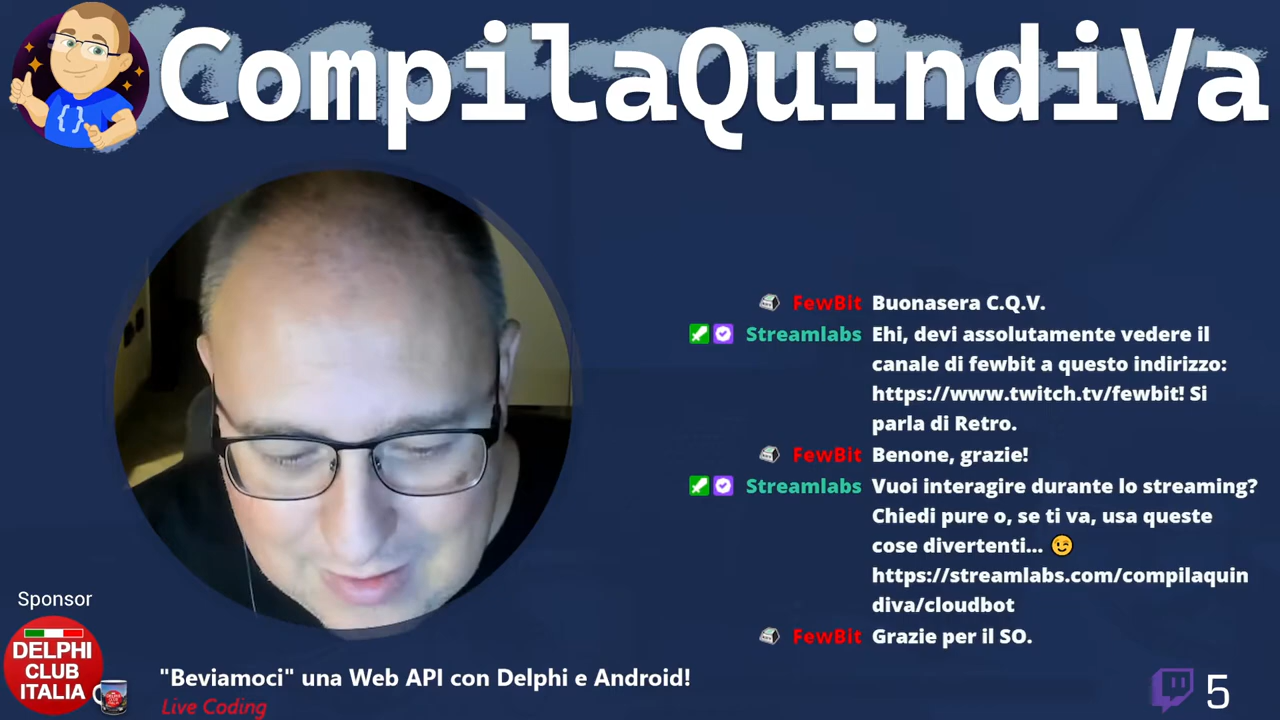 CompilaQuindiVa
{ }
FewBit Buonasera C.Q.V.
Streamlabs Ehi, devi assolutamente vedere il
canale di fewbit a questo indirizzo:
https://www.twitch.tv/fewbit! Si
parla di Retro.
FewBit Benone, grazie!
Streamlabs Vuoi interagire durante lo streaming?
Chiedi pure o, se ti va, usa queste
cose divertenti... 😉
https://streamlabs.com/compilaquin
diva/cloudbot
FewBit Grazie per il SO.
Sponsor
DELPHI
CLUB
ITALIA
"Beviamoci" una Web API con Delphi e Android!
Live Coding
5